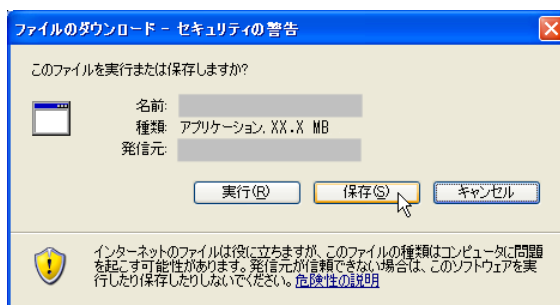 ファイルのダウンロード - セキュリティの警告
このファイルを実行または保存しますか?
名前:
種類: アプリケーション, XX.X MB
発信元:
実行(R) 保存(S) キャンセル
インターネットのファイルは役に立ちますが、このファイルの種類はコンピュータに問題
を起こす可能性があります。発信元が信頼できない場合は、このソフトウェアを実
行したり保存したりしないでください。危険性の説明